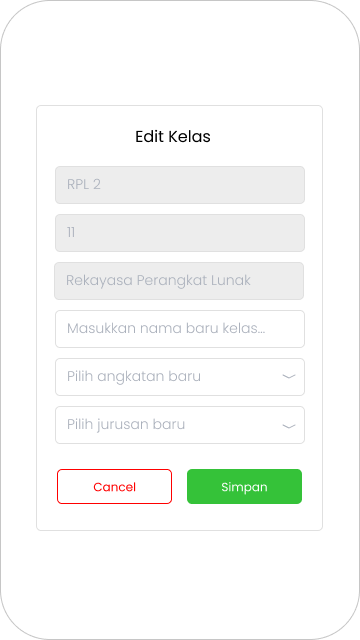 Edit Kelas
RPL 2
11
Rekayasa Perangkat Lunak
Masukkan nama baru kelas...
Pilih angkatan baru
Pilih jurusan baru
Cancel
Simpan